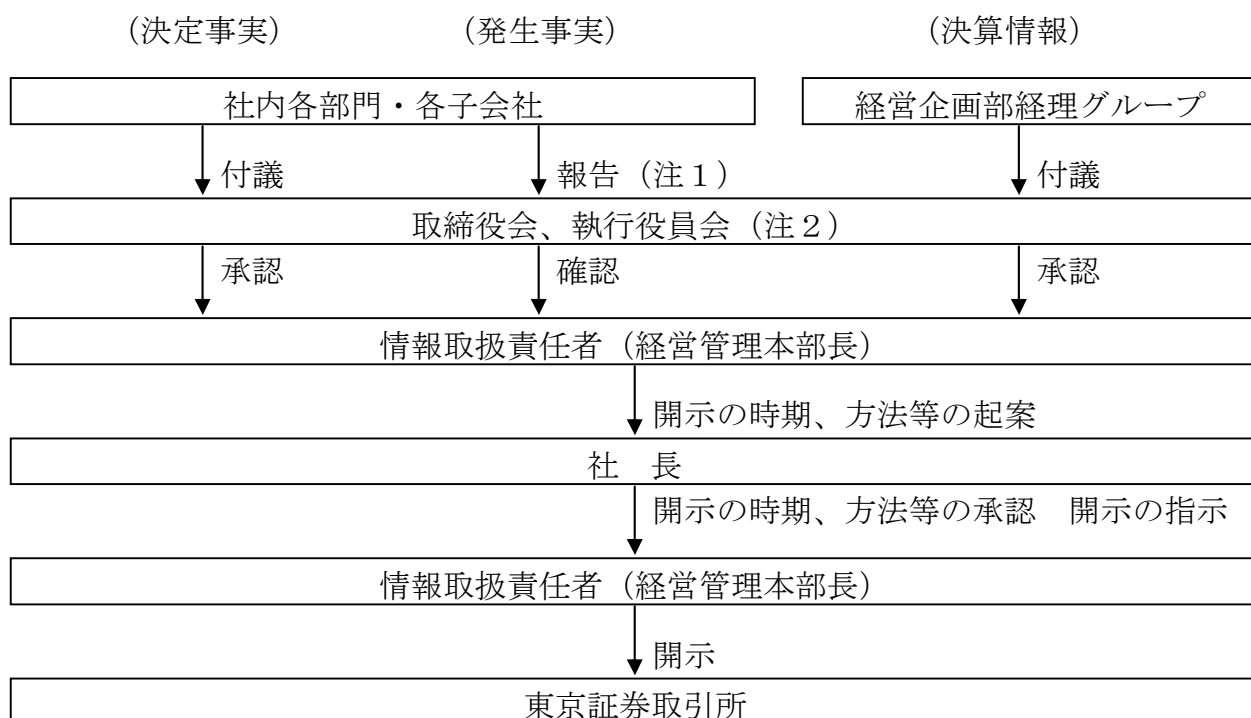 （決定事実）　（発生事実）　（決算情報）
社内各部門・各子会社　経営企画部経理グループ
付議　報告（注１）　付議
取締役会、執行役員会（注２）
承認　確認　承認
情報取扱責任者（経営管理本部長）
開示の時期、方法等の起案
社　長
開示の時期、方法等の承認　開示の指示
情報取扱責任者（経営管理本部長）
開示
東京証券取引所